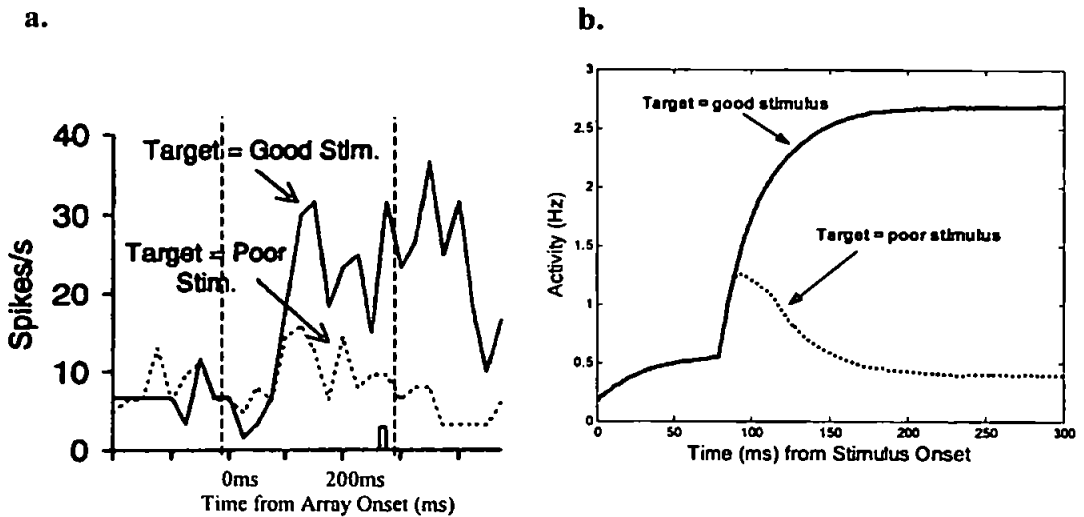 a.
40
30
20
10
0
Spikes/s
Target = Good Stim.
Target = Poor
Stim.
0ms
200ms
Time from Array Onset (ms)
b.
3
2.5
2
1.5
1
0.5
0
Activity (Hz)
Target = good stimulus
Target = poor stimulus
0
50
100
150
200
250
300
Time (ms) from Stimulus Onset